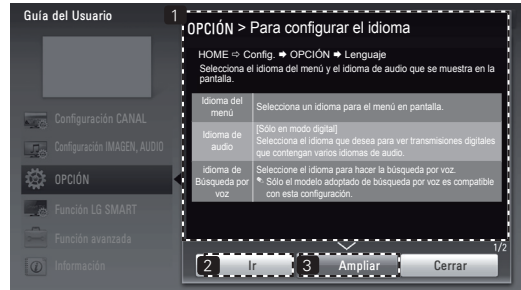 Guía del Usuario
1
OPCIÓN > Para configurar el idioma
HOME ⇨ Config. ➡ OPCIÓN ➡ Lenguaje
Selecciona el idioma del menú y el idioma de audio que se muestra en la
pantalla.
Idioma del
menú
Selecciona un idioma para el menú en pantalla.
Idioma de
audio
[Sólo en modo digital]
Selecciona el idioma que desea para ver transmisiones digitales
que contengan varios idiomas de audio.
idioma de
Búsqueda por
voz
Seleccione el idioma para hacer la búsqueda por voz.
Sólo el modelo adoptado de búsqueda por voz es compatible
con esta configuración.
Configuración CANAL
Configuración IMAGEN, AUDIO
OPCIÓN
Función LG SMART
Función avanzada
Información
1/2
2 Ir
3 Ampliar
Cerrar